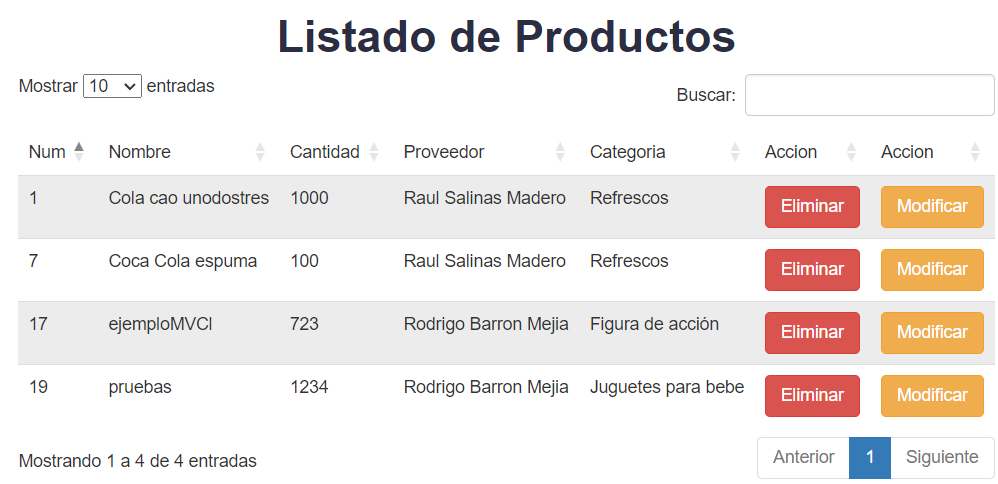 Listado de Productos
Mostrar 10 entradas Buscar:
Num Nombre Cantidad Proveedor Categoria Accion Accion
1 Cola cao unodostres 1000 Raul Salinas Madero Refrescos Eliminar Modificar
7 Coca Cola espuma 100 Raul Salinas Madero Refrescos Eliminar Modificar
17 ejemploMVCl 723 Rodrigo Barron Mejia Figura de acción Eliminar Modificar
19 pruebas 1234 Rodrigo Barron Mejia Juguetes para bebe Eliminar Modificar
Mostrando 1 a 4 de 4 entradas Anterior 1 Siguiente